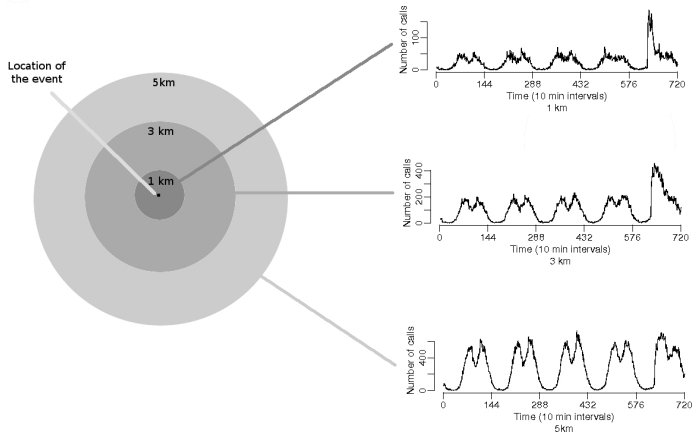 Location of
the event
5km
3 km
1 km
Number of calls
100
0
0 144 288 432 576 720
Time (10 min intervals)
1 km
Number of calls
400
200
0
0 144 288 432 576 720
Time (10 min intervals)
3 km
Number of calls
400
0
0 144 288 432 576 720
Time (10 min intervals)
5km